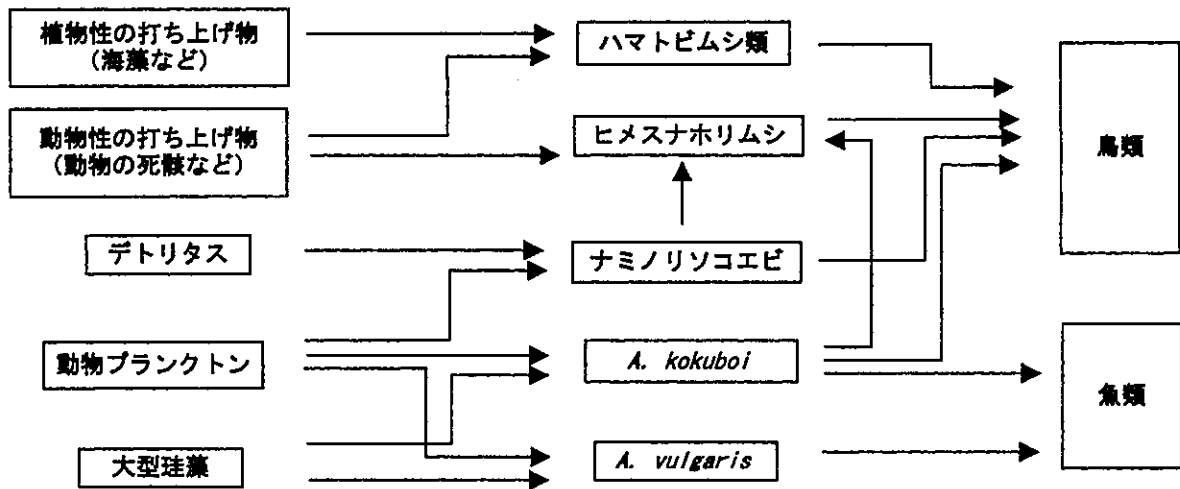 植物性の打ち上げ物
(海藻など)
ハマトビムシ類
動物性の打ち上げ物
(動物の死骸など)
ヒメスナホリムシ
鳥類
デトリタス
ナミノリソコエビ
動物プランクトン
A. kokuboi
魚類
大型珪藻
A. vulgaris